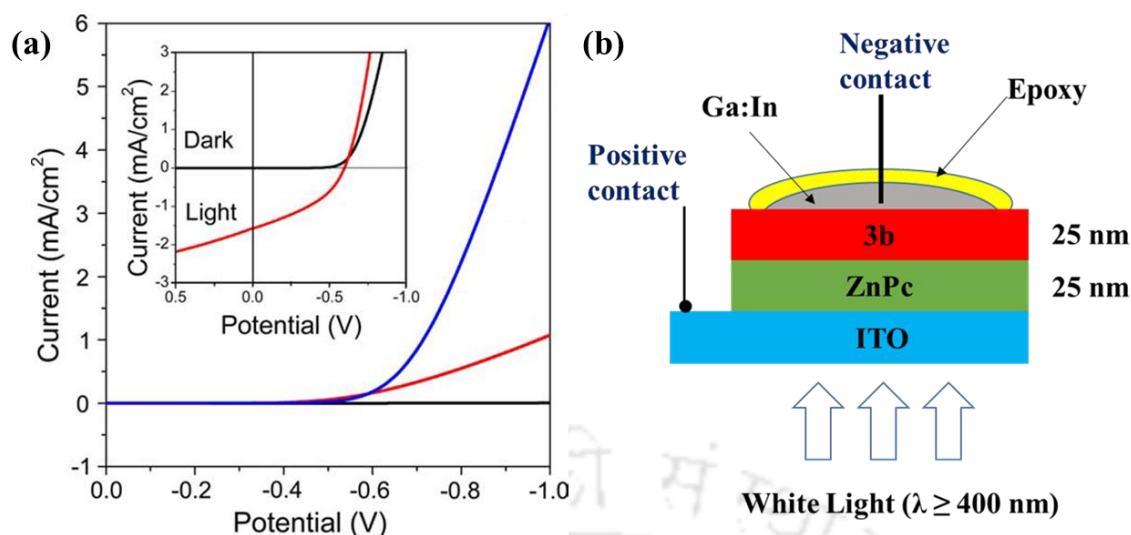 (a)
6
5
4
3
2
1
0
-1
Current (mA/cm²)
0.0 -0.2 -0.4 -0.6 -0.8 -1.0
Potential (V)
3
2
1
0
-1
-2
-3
Current (mA/cm²)
Dark
Light
0.5 0.0 -0.5 -1.0
Potential (V)
(b)
Negative
contact
Ga:In
Epoxy
Positive
contact
3b
25 nm
ZnPc
25 nm
ITO
White Light (λ ≥ 400 nm)